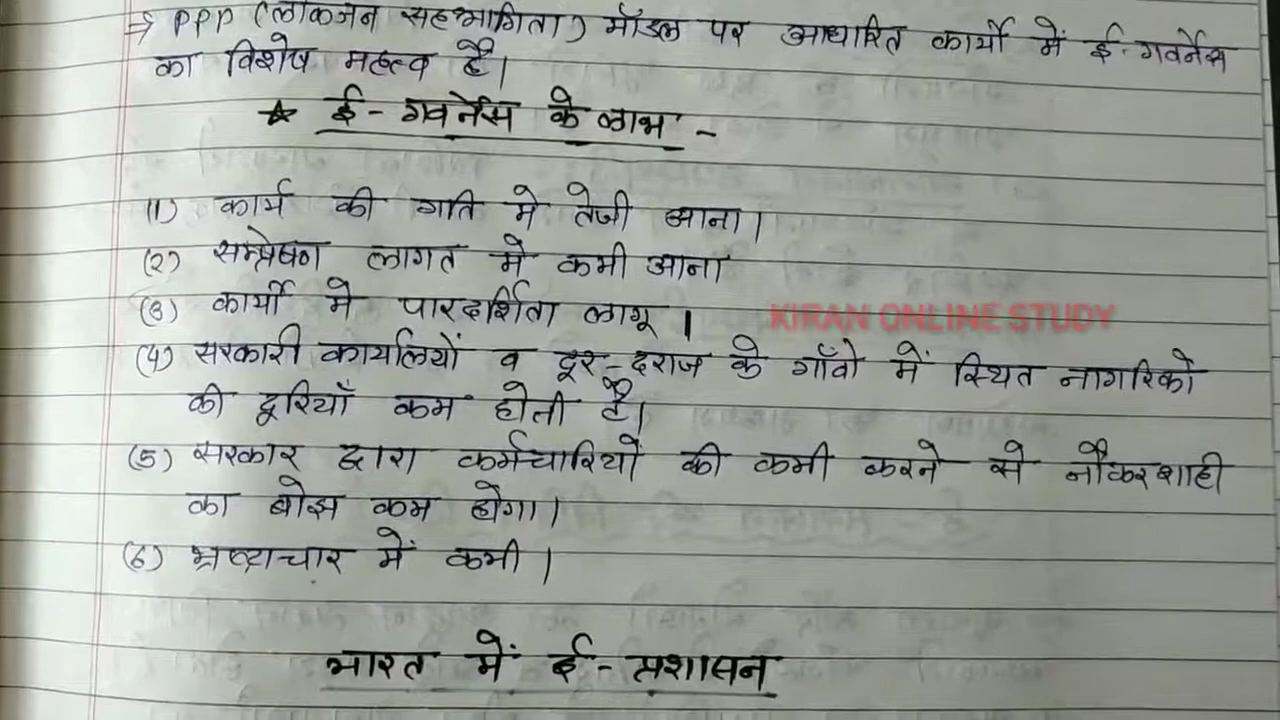 ⇒ PPP (लोकजन सहभागिता) मॉडल पर आधारित कार्यो में ई-गवर्नेंस
का विशेष महत्व है।
★ ई-गवर्नेंस के लाभ -
(1) कार्य की गति मे तेजी आना।
(२) सम्प्रेषण लागत मे कमी आना
(३) कार्यो मे पारदर्शिता लागू।
KIRAN ONLINE STUDY
(4) सरकारी कार्यालयों व दूर-दराज के गाँवो में स्थित नागरिको
की दूरियाँ कम होती है।
(5) सरकार द्वारा कर्मचारियों की कमी करने से नौकरशाही
का बोझ कम होगा।
(6) भ्रष्टाचार में कमी।
भारत में ई-प्रशासन